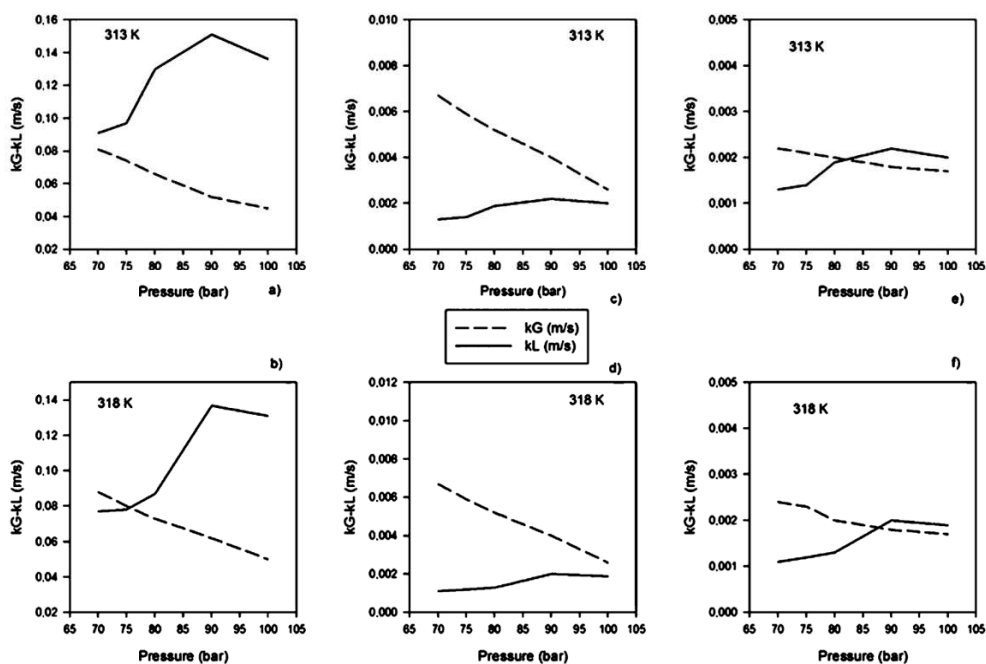 0,16
0,14
0,12
0,10
0,08
0,06
0,04
0,02
kG-kL (m/s)
313 K
65 70 75 80 85 90 95 100 105
Pressure (bar)
a)
0,010
0,008
0,006
0,004
0,002
0,000
kG-kL (m/s)
313 K
65 70 75 80 85 90 95 100 105
Pressure (bar)
c)
0,005
0,004
0,003
0,002
0,001
0,000
kG-kL (m/s)
313 K
65 70 75 80 85 90 95 100 105
Pressure (bar)
e)
kG (m/s)
kL (m/s)
b)
0,14
0,12
0,10
0,08
0,06
0,04
0,02
kG-kL (m/s)
318 K
65 70 75 80 85 90 95 100 105
Pressure (bar)
d)
0,012
0,010
0,008
0,006
0,004
0,002
0,000
kG-kL (m/s)
318 K
65 70 75 80 85 90 95 100 105
Pressure (bar)
f)
0,005
0,004
0,003
0,002
0,001
0,000
kG-kL (m/s)
318 K
65 70 75 80 85 90 95 100 105
Pressure (bar)